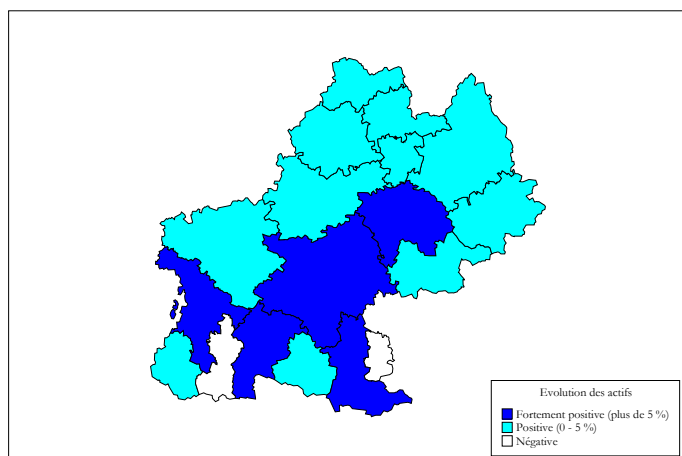 Evolution des actifs
Fortement positive (plus de 5 %)
Positive (0 - 5 %)
Négative